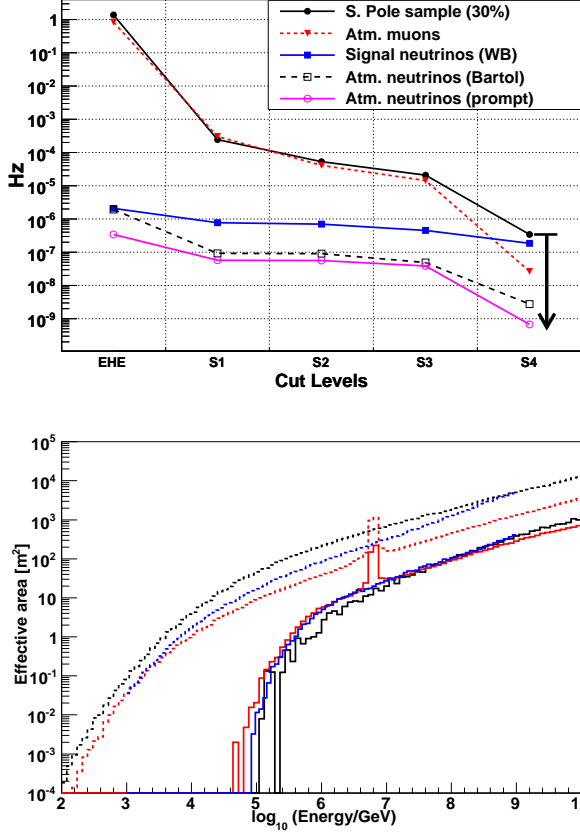 S. Pole sample (30%)
Atm. muons
Signal neutrinos (WB)
Atm. neutrinos (Bartol)
Atm. neutrinos (prompt)
Hz
1
10^-1
10^-2
10^-3
10^-4
10^-5
10^-6
10^-7
10^-8
10^-9
EHE S1 S2 S3 S4
Cut Levels
Effective area [m^2]
10^5
10^4
10^3
10^2
10
1
10^-1
10^-2
10^-3
10^-4
2 3 4 5 6 7 8 9 10
log_10 (Energy/GeV)